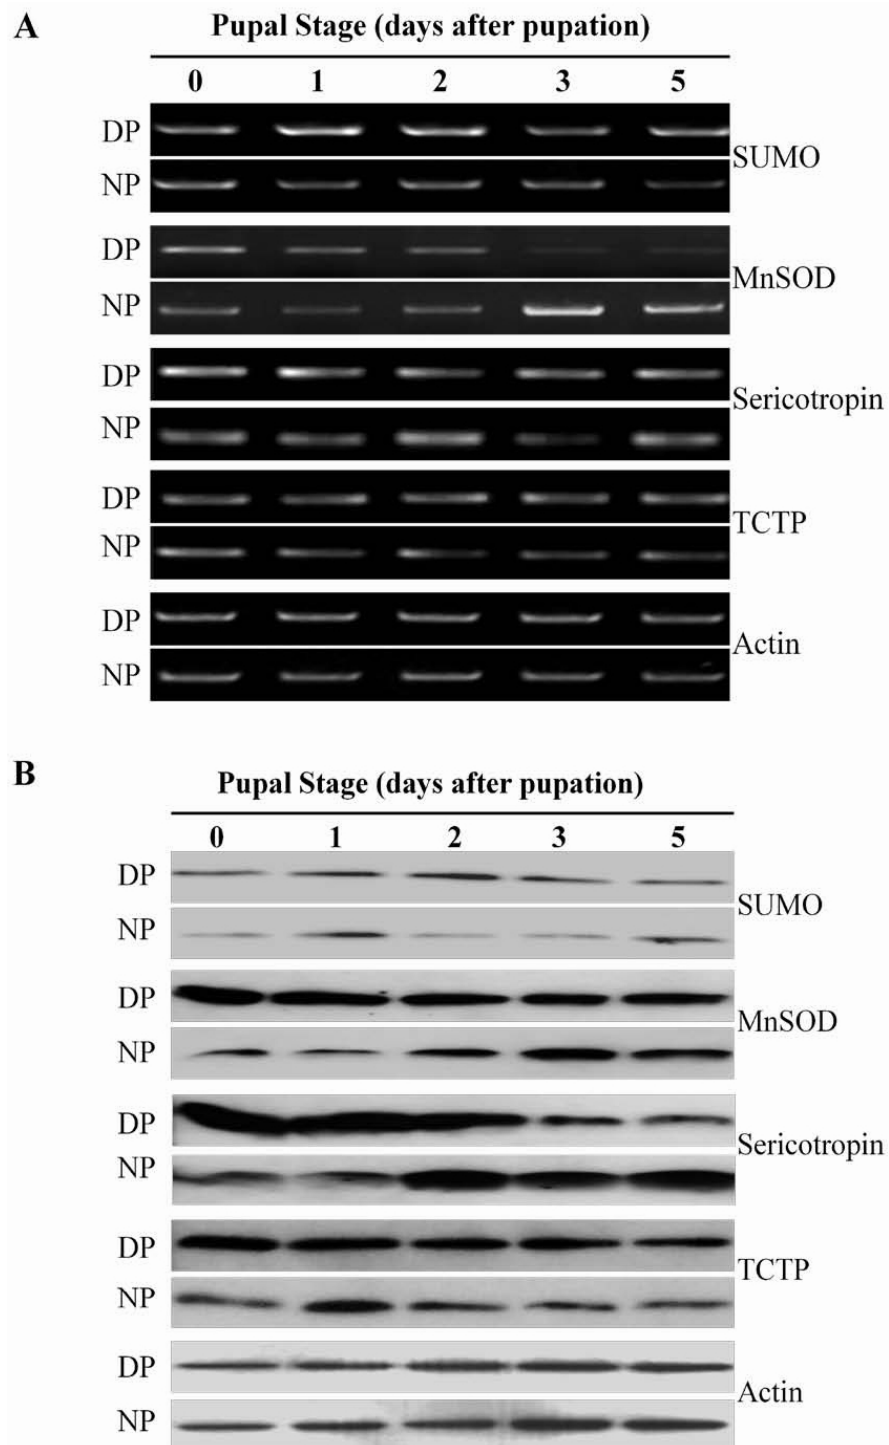 A
Pupal Stage (days after pupation)
0 1 2 3 5
DP
SUMO
NP
DP
MnSOD
NP
DP
Sericotropin
NP
DP
TCTP
NP
DP
Actin
NP
B
Pupal Stage (days after pupation)
0 1 2 3 5
DP
SUMO
NP
DP
MnSOD
NP
DP
Sericotropin
NP
DP
TCTP
NP
DP
Actin
NP